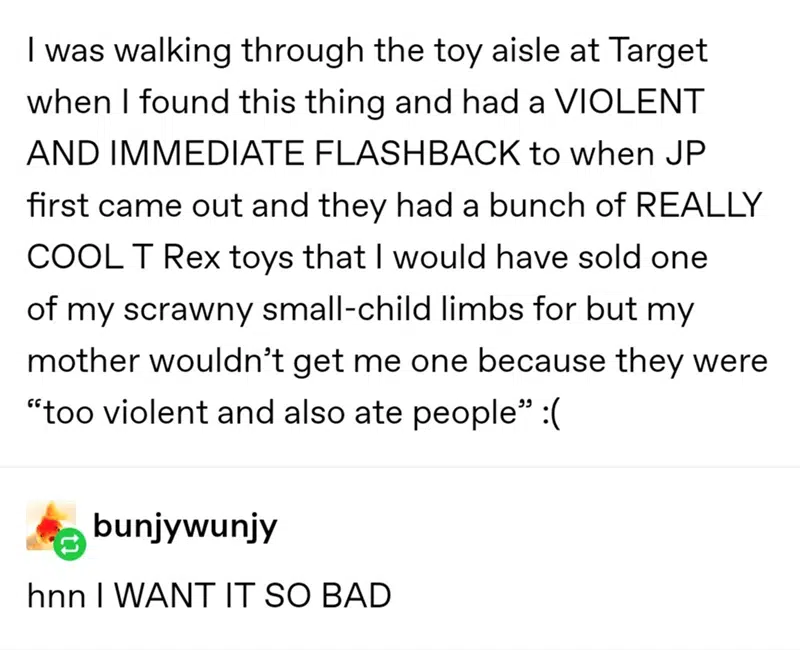 I was walking through the toy aisle at Target
when I found this thing and had a VIOLENT
AND IMMEDIATE FLASHBACK to when JP
first came out and they had a bunch of REALLY
COOL T Rex toys that I would have sold one
of my scrawny small-child limbs for but my
mother wouldn’t get me one because they were
“too violent and also ate people” :(
bunjywunjy
hnn I WANT IT SO BAD